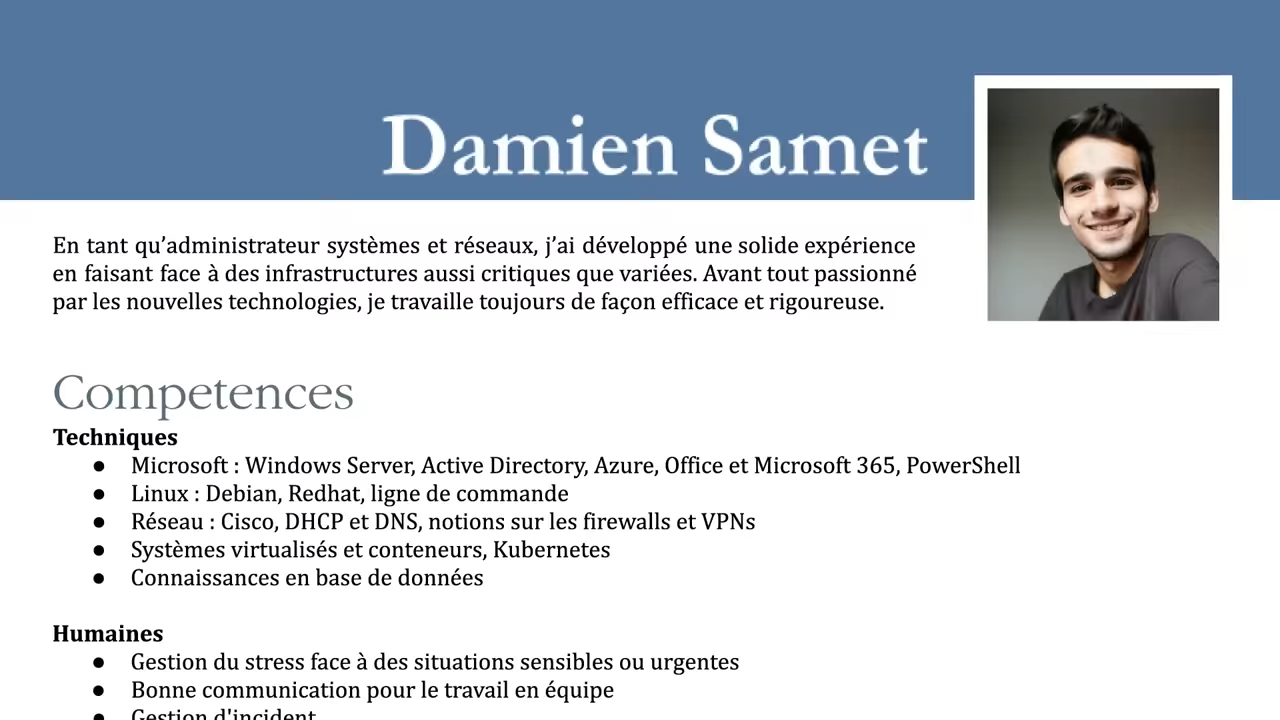 Damien Samet
En tant qu’administrateur systèmes et réseaux, j’ai développé une solide expérience
en faisant face à des infrastructures aussi critiques que variées. Avant tout passionné
par les nouvelles technologies, je travaille toujours de façon efficace et rigoureuse.
Competences
Techniques
● Microsoft : Windows Server, Active Directory, Azure, Office et Microsoft 365, PowerShell
● Linux : Debian, Redhat, ligne de commande
● Réseau : Cisco, DHCP et DNS, notions sur les firewalls et VPNs
● Systèmes virtualisés et conteneurs, Kubernetes
● Connaissances en base de données
Humaines
● Gestion du stress face à des situations sensibles ou urgentes
● Bonne communication pour le travail en équipe
● Gestion d'incident